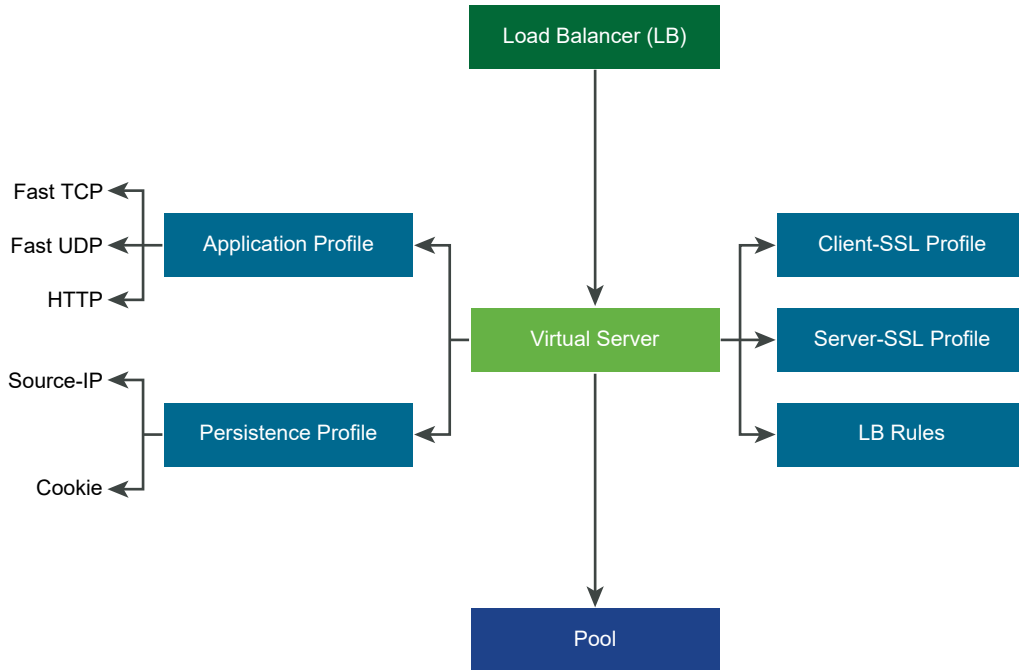 Load Balancer (LB)
Fast TCP
Fast UDP
HTTP
Application Profile
Client-SSL Profile
Virtual Server
Server-SSL Profile
Source-IP
Cookie
Persistence Profile
LB Rules
Pool